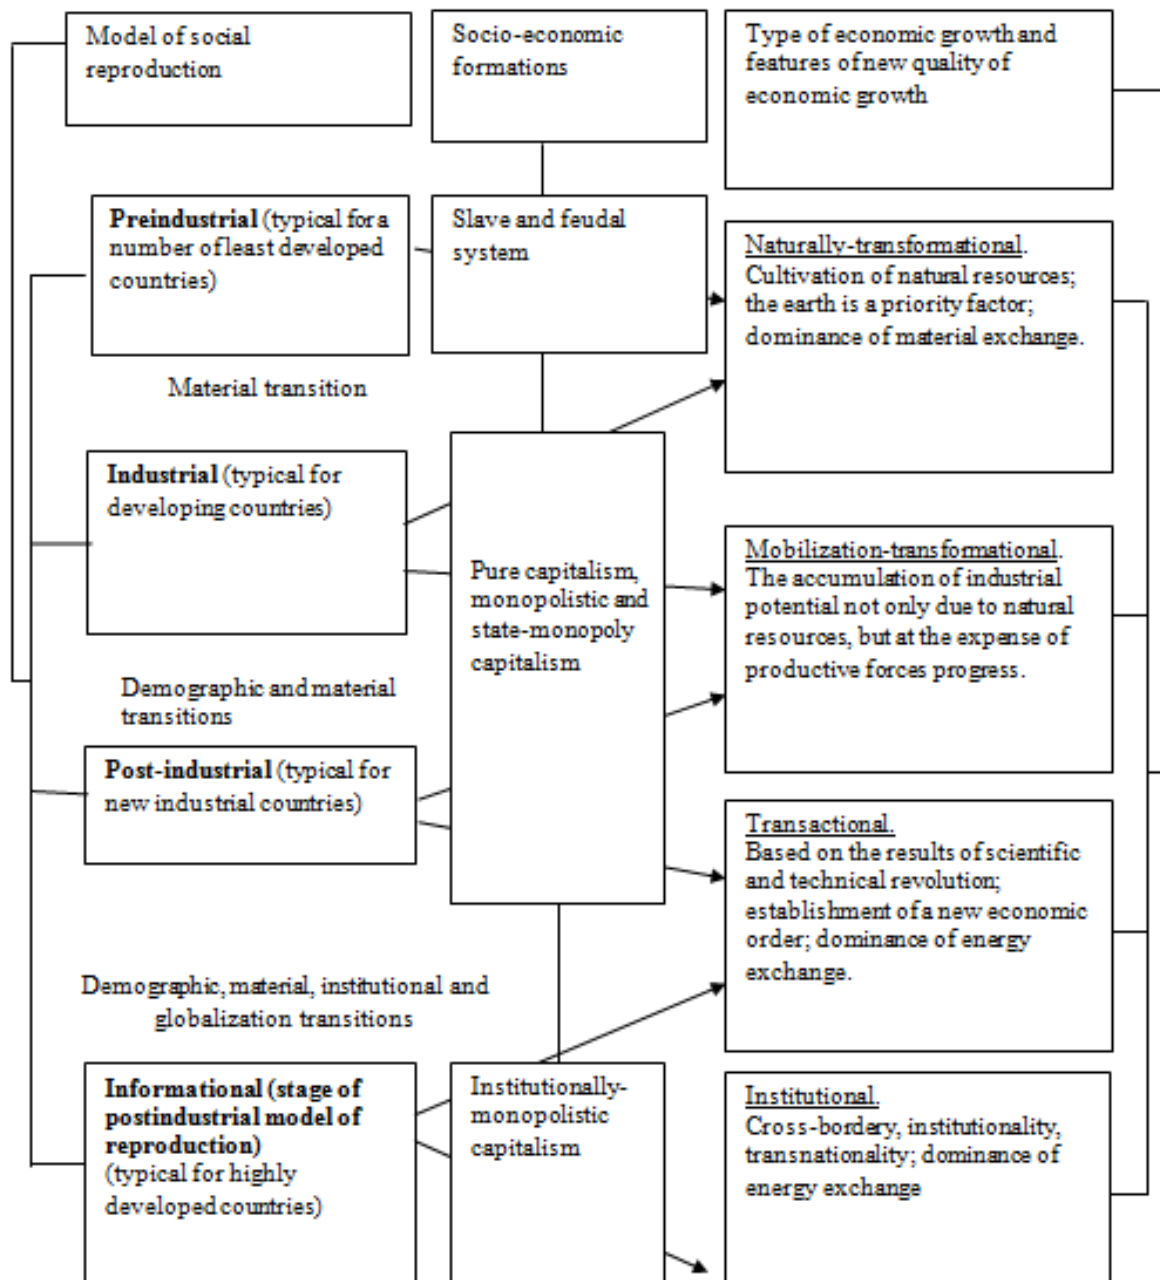 Model of social
reproduction
Socio-economic
formations
Type of economic growth and
features of new quality of
economic growth
Preindustrial (typical for a
number of least developed
countries)
Slave and feudal
system
Naturally-transformational.
Cultivation of natural resources;
the earth is a priority factor;
dominance of material exchange.
Material transition
Industrial (typical for
developing countries)
Pure capitalism,
monopolistic and
state-monopoly
capitalism
Mobilization-transformational.
The accumulation of industrial
potential not only due to natural
resources, but at the expense of
productive forces progress.
Demographic and material
transitions
Post-industrial (typical for
new industrial countries)
Transactional.
Based on the results of scientific
and technical revolution;
establishment of a new economic
order; dominance of energy
exchange.
Demographic, material, institutional and
globalization transitions
Informational (stage of
postindustrial model of
reproduction)
(typical for highly
developed countries)
Institutionally-
monopolistic
capitalism
Institutional.
Cross-bordery, institutionality,
transnationality; dominance of
energy exchange